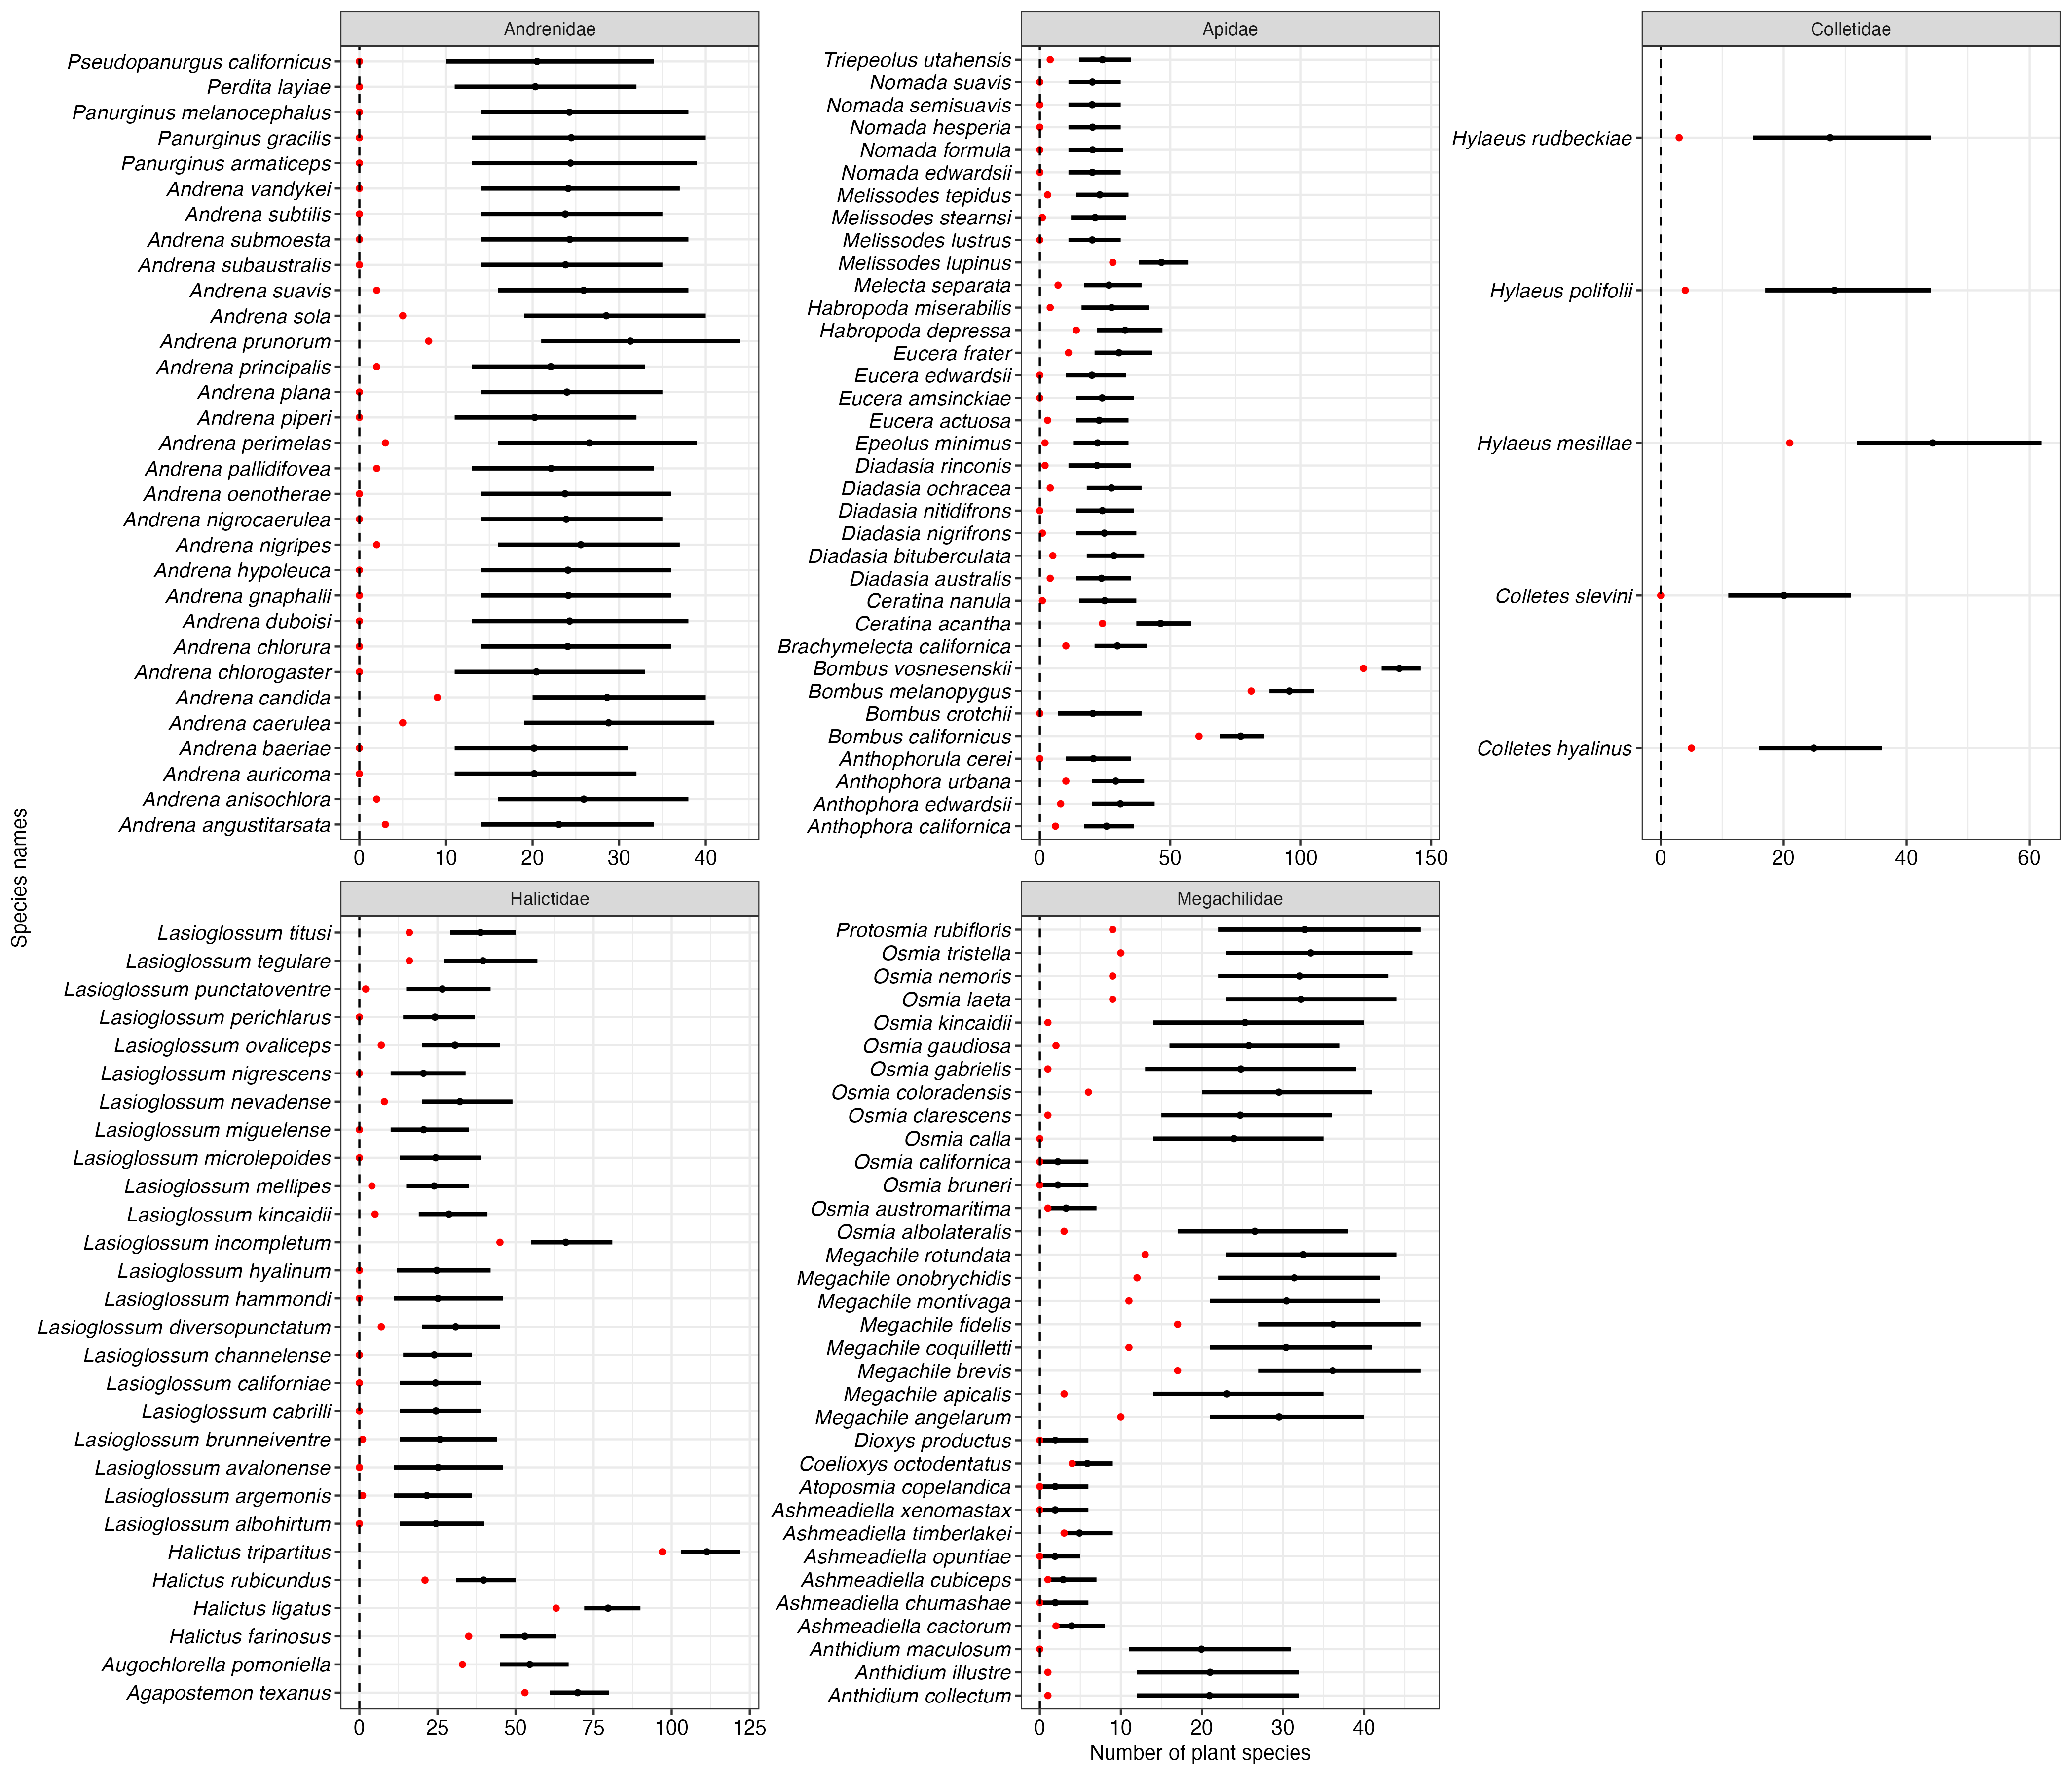 Andrenidae
Pseudopanurgus californicus
Perdita layiae
Panurginus melanocephalus
Panurginus gracilis
Panurginus armaticeps
Andrena vandykei
Andrena subtilis
Andrena submoesta
Andrena subaustralis
Andrena suavis
Andrena sola
Andrena prunorum
Andrena principalis
Andrena plana
Andrena piperi
Andrena perimelas
Andrena pallidifovea
Andrena oenotherae
Andrena nigrocaerulea
Andrena nigripes
Andrena hypoleuca
Andrena gnaphalii
Andrena duboisi
Andrena chlorura
Andrena chlorogaster
Andrena candida
Andrena caerulea
Andrena baeriae
Andrena auricoma
Andrena anisochlora
Andrena angustitarsata
0 10 20 30 40
Apidae
Triepeolus utahensis
Nomada suavis
Nomada semisuavis
Nomada hesperia
Nomada formula
Nomada edwardsii
Melissodes tepidus
Melissodes stearnsi
Melissodes lustrus
Melissodes lupinus
Melecta separata
Habropoda miserabilis
Habropoda depressa
Eucera frater
Eucera edwardsii
Eucera amsinckiae
Eucera actuosa
Epeolus minimus
Diadasia rinconis
Diadasia ochracea
Diadasia nitidifrons
Diadasia nigrifrons
Diadasia bituberculata
Diadasia australis
Ceratina nanula
Ceratina acantha
Brachymelecta californica
Bombus vosnesenskii
Bombus melanopygus
Bombus crotchii
Bombus californicus
Anthophorula cerei
Anthophora urbana
Anthophora edwardsii
Anthophora californica
0 50 100 150
Colletidae
Hylaeus rudbeckiae
Hylaeus polifolii
Hylaeus mesillae
Colletes slevini
Colletes hyalinus
0 20 40 60
Species names
Halictidae
Lasioglossum titusi
Lasioglossum tegulare
Lasioglossum punctatoventre
Lasioglossum perichlarus
Lasioglossum ovaliceps
Lasioglossum nigrescens
Lasioglossum nevadense
Lasioglossum miguelense
Lasioglossum microlepoides
Lasioglossum mellipes
Lasioglossum kincaidii
Lasioglossum incompletum
Lasioglossum hyalinum
Lasioglossum hammondi
Lasioglossum diversopunctatum
Lasioglossum channelense
Lasioglossum californiae
Lasioglossum cabrilli
Lasioglossum brunneiventre
Lasioglossum avalonense
Lasioglossum argemonis
Lasioglossum albohirtum
Halictus tripartitus
Halictus rubicundus
Halictus ligatus
Halictus farinosus
Augochlorella pomoniella
Agapostemon texanus
0 25 50 75 100 125
Megachilidae
Protosmia rubifloris
Osmia tristella
Osmia nemoris
Osmia laeta
Osmia kincaidii
Osmia gaudiosa
Osmia gabrielis
Osmia coloradensis
Osmia clarescens
Osmia calla
Osmia californica
Osmia bruneri
Osmia austromaritima
Osmia albolateralis
Megachile rotundata
Megachile onobrychidis
Megachile montivaga
Megachile fidelis
Megachile coquilletti
Megachile brevis
Megachile apicalis
Megachile angelarum
Dioxys productus
Coelioxys octodentatus
Atoposmia copelandica
Ashmeadiella xenomastax
Ashmeadiella timberlakei
Ashmeadiella opuntiae
Ashmeadiella cubiceps
Ashmeadiella chumashae
Ashmeadiella cactorum
Anthidium maculosum
Anthidium illustre
Anthidium collectum
0 10 20 30 40
Number of plant species